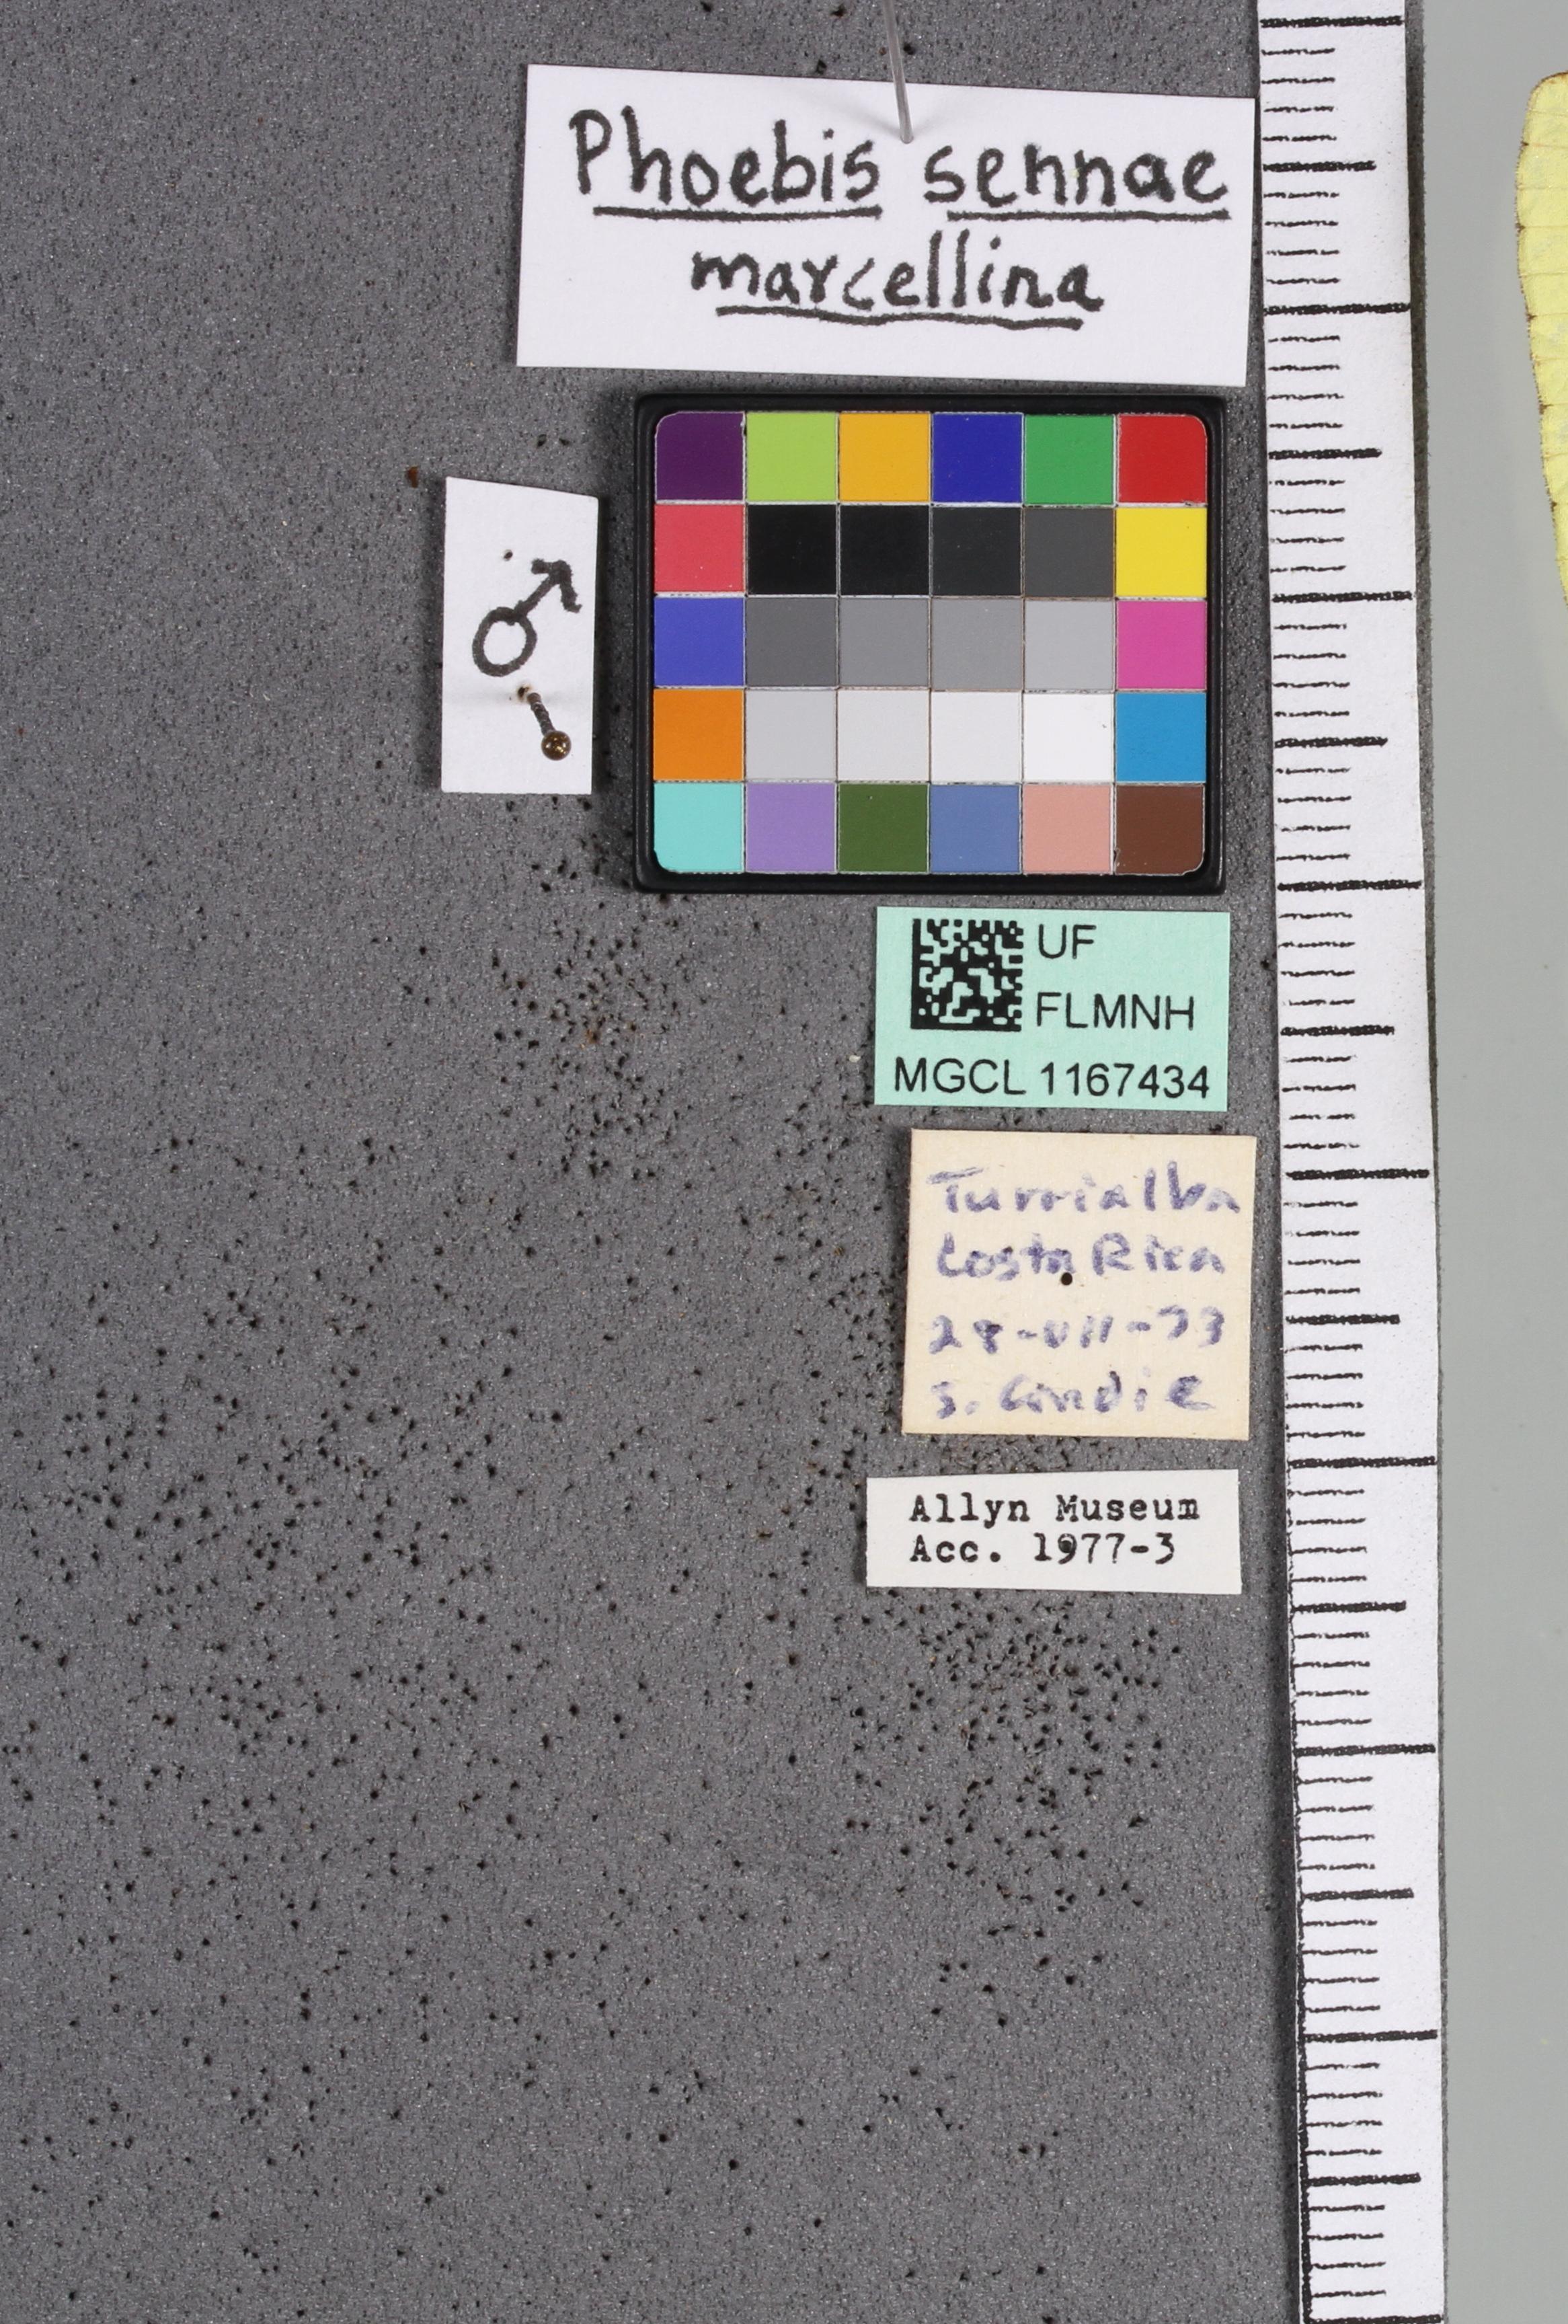 Phoebis sennae
marcellina
♂
UF
FLMNH
MGCL 1167434
Turrialba
Costa Rica
28-VII-73
S. Condie
Allyn Museum
Acc. 1977-3